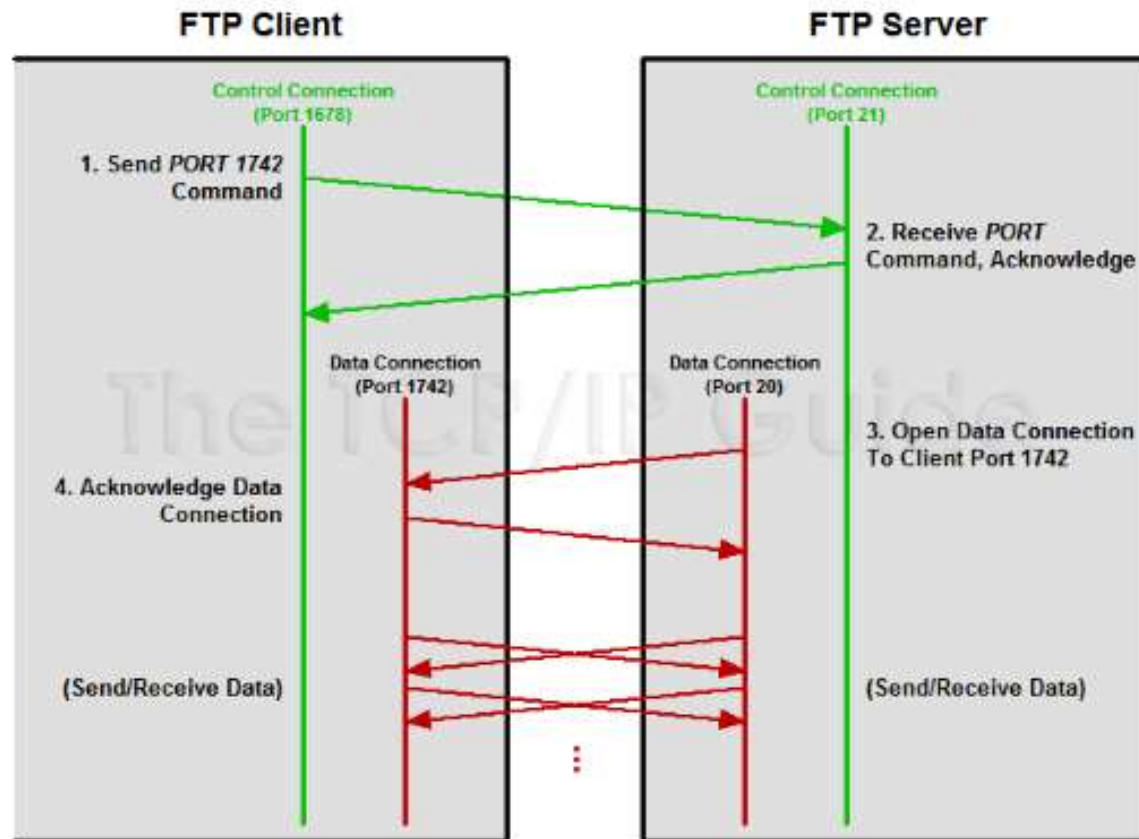 FTP Client
FTP Server
Control Connection
(Port 1678)
Control Connection
(Port 21)
1. Send PORT 1742
Command
2. Receive PORT
Command, Acknowledge
Data Connection
(Port 1742)
Data Connection
(Port 20)
The TCP/IP Guide
3. Open Data Connection
To Client Port 1742
4. Acknowledge Data
Connection
(Send/Receive Data)
(Send/Receive Data)